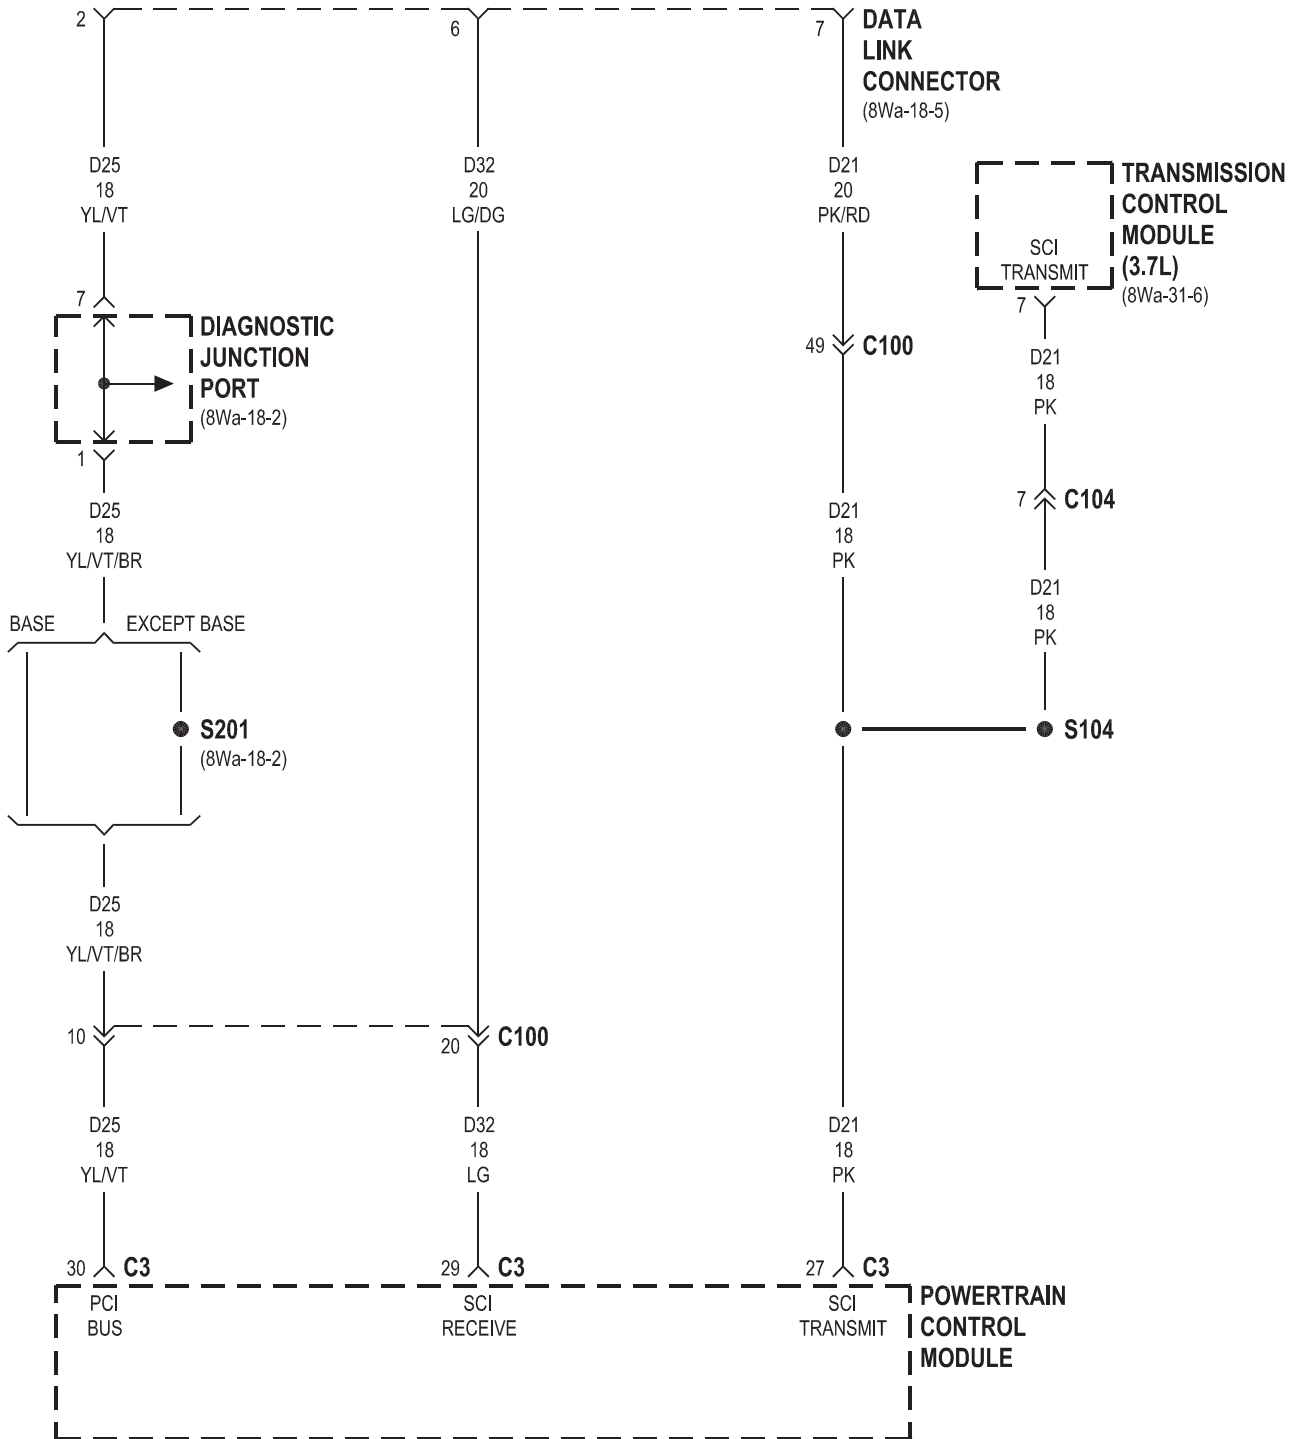 2
6
7
DATA
LINK
CONNECTOR
(8Wa-18-5)
D25
18
YL/VT
D32
20
LG/DG
D21
20
PK/RD
TRANSMISSION
CONTROL
MODULE
(3.7L)
(8Wa-31-6)
SCI
TRANSMIT
7
7
DIAGNOSTIC
JUNCTION
PORT
(8Wa-18-2)
49
C100
D21
18
PK
1
7
C104
D25
18
YL/VT/BR
D21
18
PK
D21
18
PK
BASE
EXCEPT BASE
S201
(8Wa-18-2)
S104
D25
18
YL/VT/BR
10
20
C100
D25
18
YL/VT
D32
18
LG
D21
18
PK
30
C3
29
C3
27
C3
PCI
BUS
SCI
RECEIVE
SCI
TRANSMIT
POWERTRAIN
CONTROL
MODULE